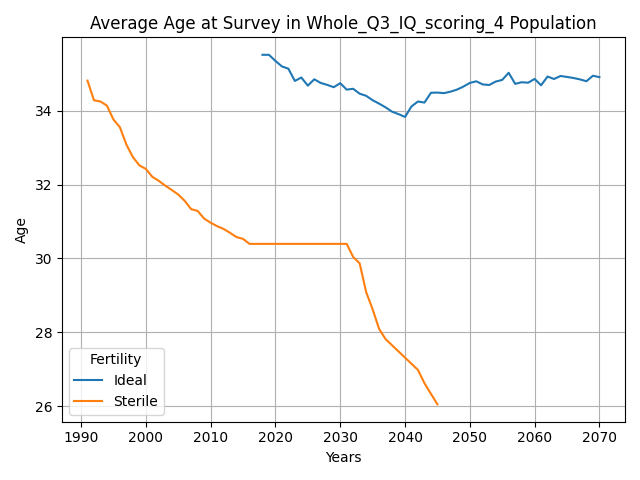 Average Age at Survey in Whole_Q3_IQ_scoring_4 Population
Age
34
32
30
28
26
Fertility
Ideal
Sterile
1990 2000 2010 2020 2030 2040 2050 2060 2070
Years